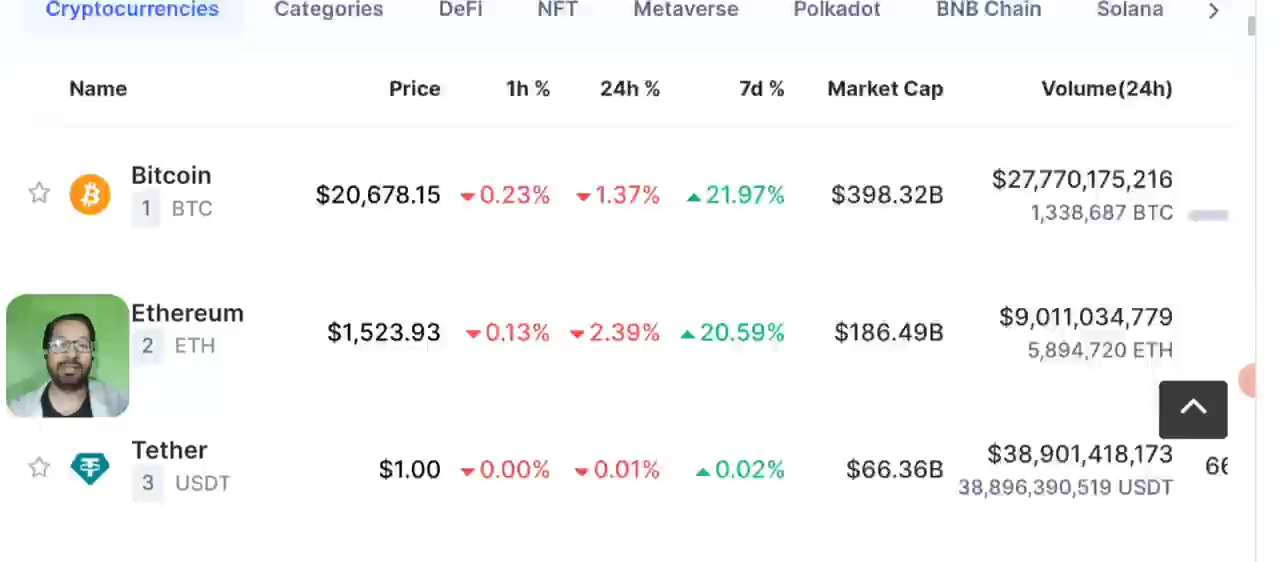 Cryptocurrencies Categories DeFi NFT Metaverse Polkadot BNB Chain Solana
Name Price 1h % 24h % 7d % Market Cap Volume(24h)
Bitcoin
1 BTC
$20,678.15 0.23% 1.37% 21.97% $398.32B $27,770,175,216
1,338,687 BTC
Ethereum
2 ETH
$1,523.93 0.13% 2.39% 20.59% $186.49B $9,011,034,779
5,894,720 ETH
Tether
3 USDT
$1.00 0.00% 0.01% 0.02% $66.36B $38,901,418,173
38,896,390,519 USDT